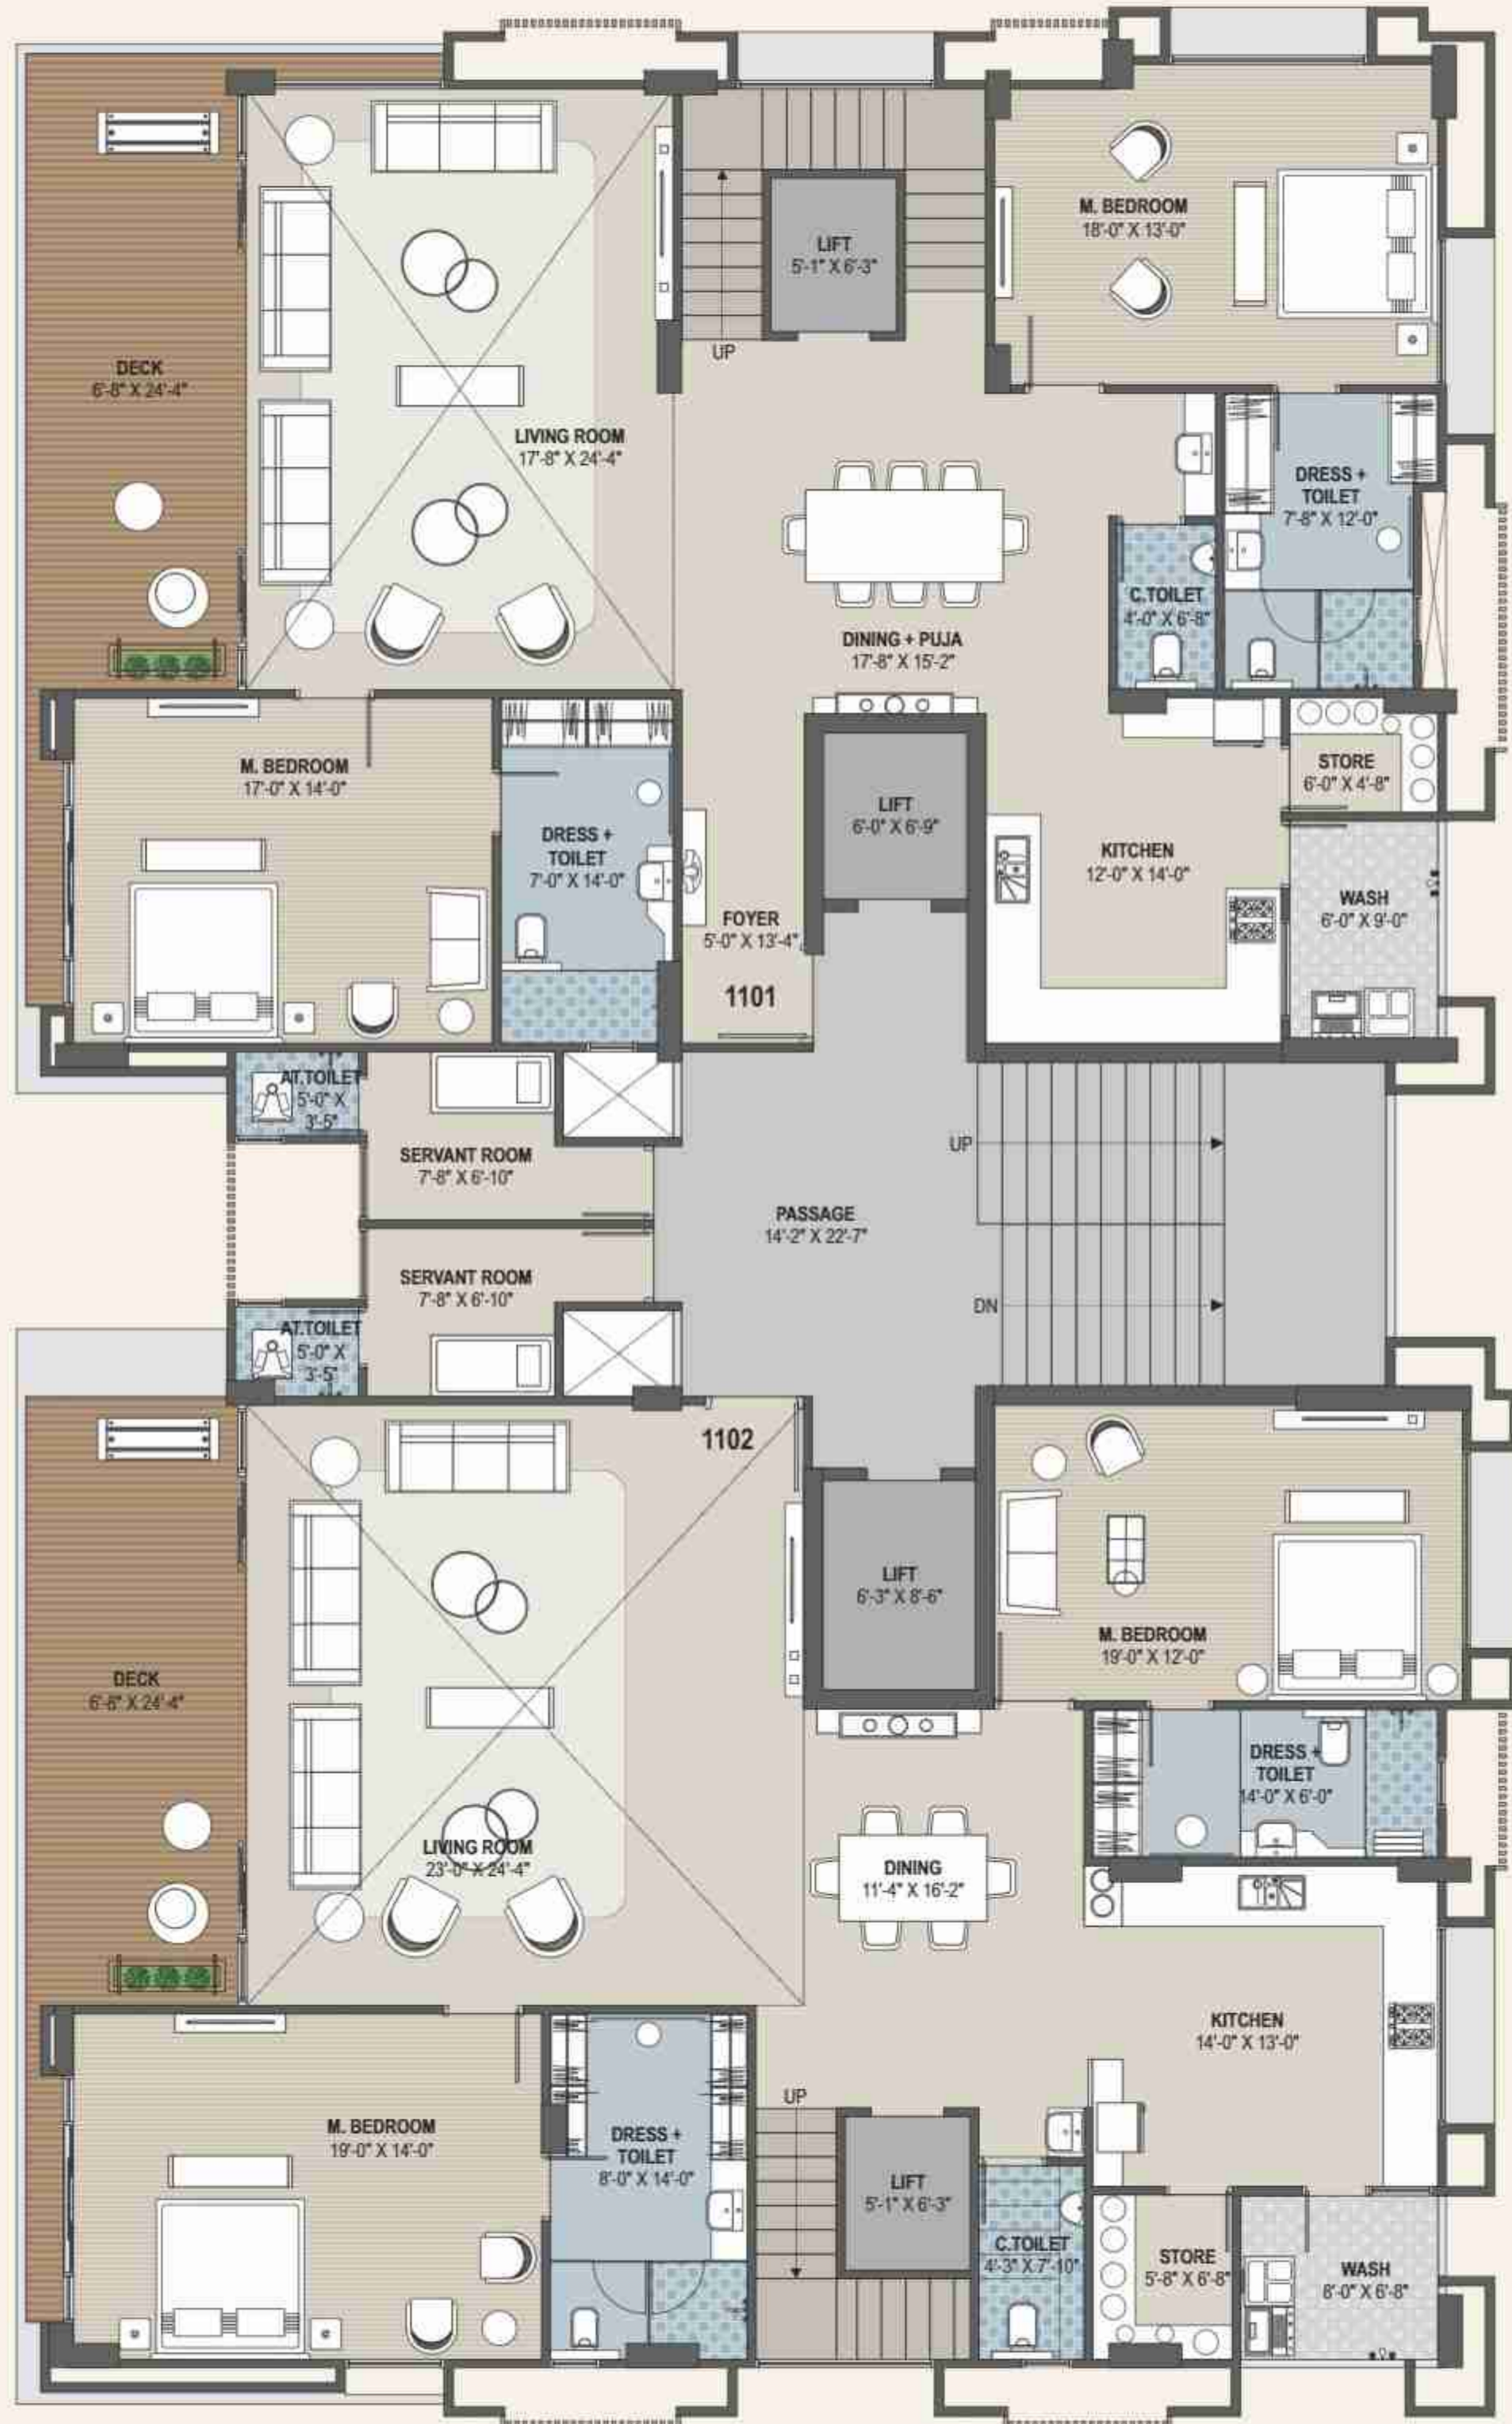 M. BEDROOM
18'-0" X 13'-0"
LIFT
5'-1" X 6'-3"
UP
DECK
6'-8" X 24'-4"
LIVING ROOM
17'-8" X 24'-4"
DRESS +
TOILET
7'-8" X 12'-0"
C.TOILET
4'-0" X 6'-8"
DINING + PUJA
17'-8" X 15'-2"
M. BEDROOM
17'-0" X 14'-0"
STORE
6'-0" X 4'-8"
LIFT
6'-0" X 6'-9"
DRESS +
TOILET
7'-0" X 14'-0"
KITCHEN
12'-0" X 14'-0"
WASH
6'-0" X 9'-0"
FOYER
5'-0" X 13'-4"
1101
AT.TOILET
5'-0" X
3'-5"
SERVANT ROOM
7'-8" X 6'-10"
UP
PASSAGE
14'-2" X 22'-7"
SERVANT ROOM
7'-8" X 6'-10"
DN
AT.TOILET
5'-0" X
3'-5"
1102
LIFT
6'-3" X 8'-6"
M. BEDROOM
19'-0" X 12'-0"
DECK
6'-8" X 24'-4"
DRESS +
TOILET
14'-0" X 6'-0"
LIVING ROOM
23'-0" X 24'-4"
DINING
11'-4" X 16'-2"
KITCHEN
14'-0" X 13'-0"
UP
M. BEDROOM
19'-0" X 14'-0"
DRESS +
TOILET
8'-0" X 14'-0"
LIFT
5'-1" X 6'-3"
C.TOILET
4'-3" X 7'-10"
STORE
5'-8" X 6'-8"
WASH
8'-0" X 6'-8"